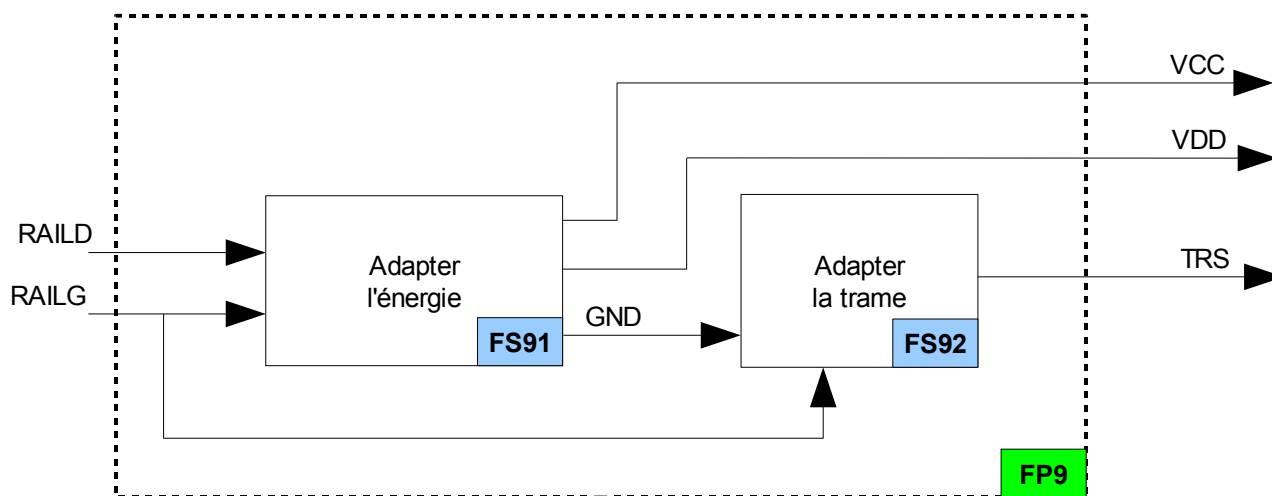 VCC
VDD
RAILD
RAILG
Adapter
l'énergie
FS91
GND
Adapter
la trame
FS92
TRS
FP9